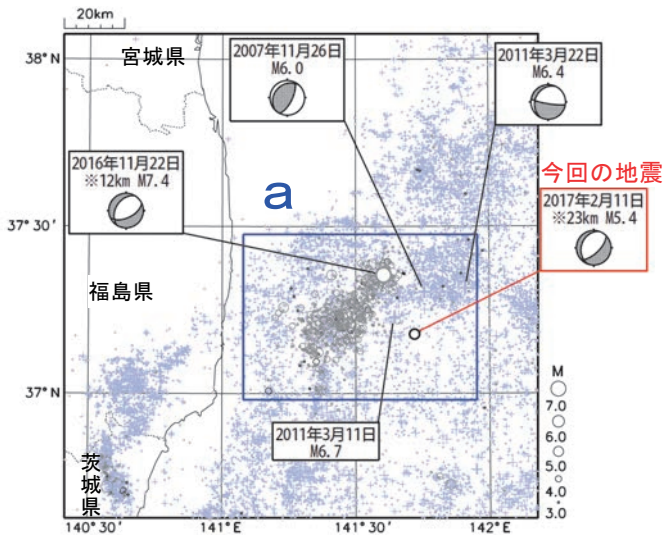 20km
38°N
宮城県
2007年11月26日
M6.0
2011年3月22日
M6.4
2016年11月22日
※12km M7.4
a
今回の地震
2017年2月11日
※23km M5.4
37°30′
福島県
37°N
2011年3月11日
M6.7
茨城県
M
7.0
6.0
5.0
4.0
3.0
140°30′
141°E
141°30′
142°E